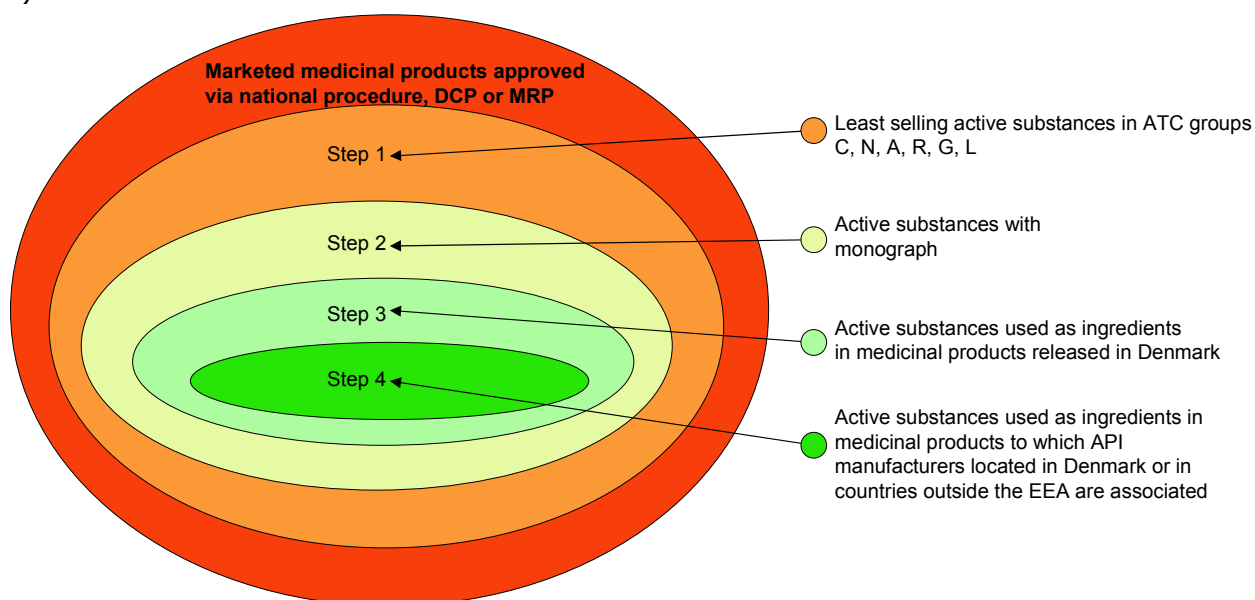 Marketed medicinal products approved
via national procedure, DCP or MRP
Step 1
Least selling active substances in ATC groups
C, N, A, R, G, L
Step 2
Active substances with
monograph
Step 3
Active substances used as ingredients
in medicinal products released in Denmark
Step 4
Active substances used as ingredients in
medicinal products to which API
manufacturers located in Denmark or in
countries outside the EEA are associated